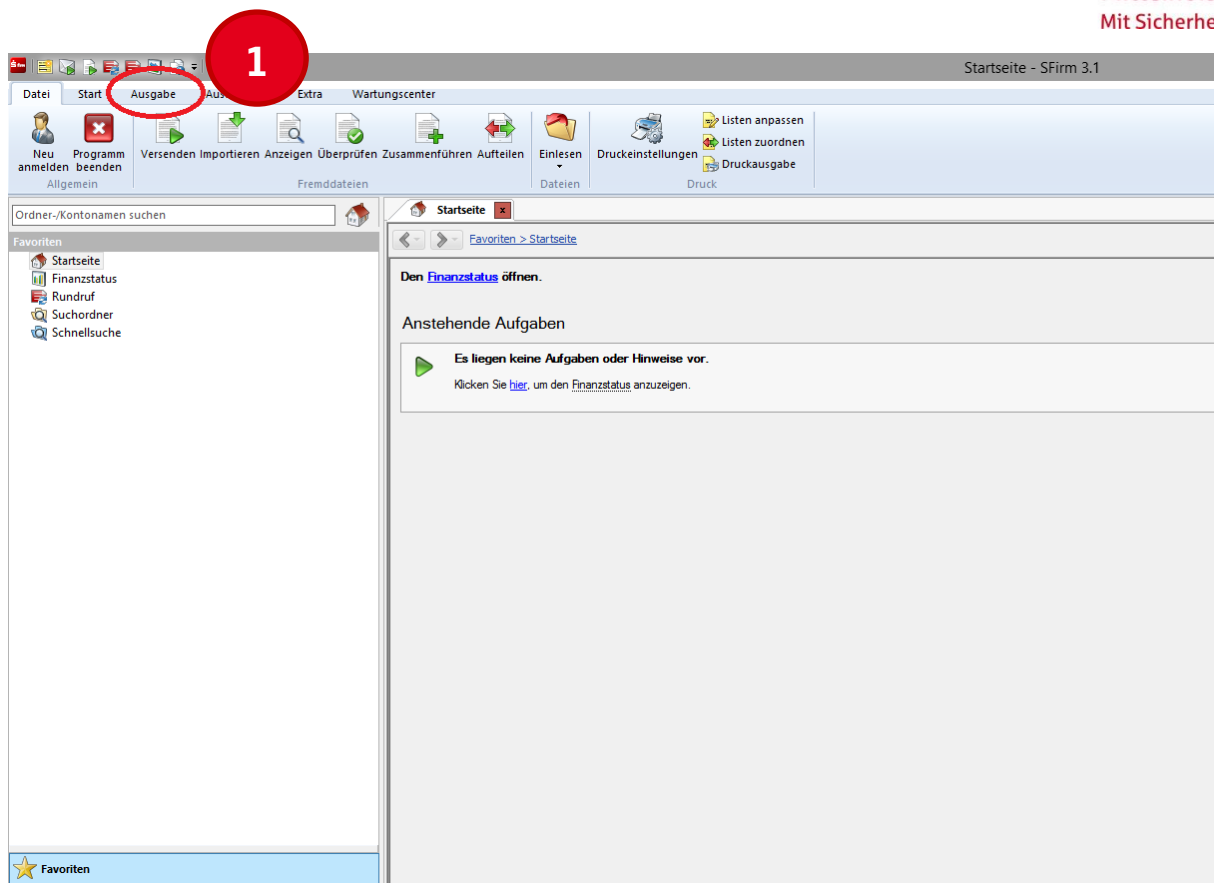 Mit Sicherhe
1
Startseite - SFirm 3.1
Datei Start Ausgabe Extra Wartungscenter
Neu anmelden
Programm beenden
Versenden Importieren Anzeigen Überprüfen Zusammenführen Aufteilen
Einlesen
Druckeinstellungen
Listen anpassen
Listen zuordnen
Druckausgabe
Allgemein Fremddateien Dateien Druck
Ordner-/Kontonamen suchen
Favoriten
Startseite
Finanzstatus
Rundruf
Suchordner
Schnellsuche
Favoriten
Startseite
Favoriten > Startseite
Den Finanzstatus öffnen.
Anstehende Aufgaben
Es liegen keine Aufgaben oder Hinweise vor.
Klicken Sie hier, um den Finanzstatus anzuzeigen.